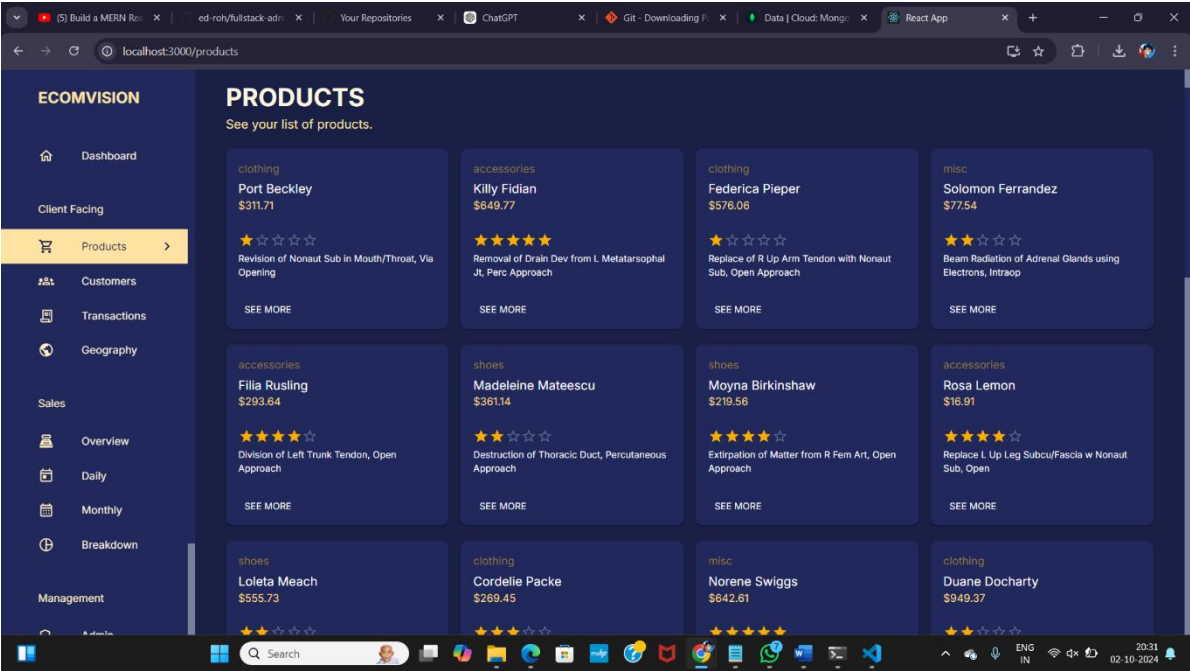 (5) Build a MERN Rea
ed-roh/fullstack-adm
Your Repositories
ChatGPT
Git - Downloading P
Data | Cloud: Mongo
React App
localhost:3000/products
ECOMVISION
Dashboard
Client Facing
Products
Customers
Transactions
Geography
Sales
Overview
Daily
Monthly
Breakdown
Management
Admin
PRODUCTS
See your list of products.
clothing
Port Beckley
$311.71
Revision of Nonaut Sub in Mouth/Throat, Via
Opening
SEE MORE
accessories
Killy Fidian
$649.77
Removal of Drain Dev from L Metatarsophal
Jt, Perc Approach
SEE MORE
clothing
Federica Pieper
$576.06
Replace of R Up Arm Tendon with Nonaut
Sub, Open Approach
SEE MORE
misc
Solomon Ferrandez
$77.54
Beam Radiation of Adrenal Glands using
Electrons, Intraop
SEE MORE
accessories
Filia Rusling
$293.64
Division of Left Trunk Tendon, Open
Approach
SEE MORE
shoes
Madeleine Mateescu
$361.14
Destruction of Thoracic Duct, Percutaneous
Approach
SEE MORE
shoes
Moyna Birkinshaw
$219.56
Extirpation of Matter from R Fem Art, Open
Approach
SEE MORE
accessories
Rosa Lemon
$16.91
Replace L Up Leg Subcu/Fascia w Nonaut
Sub, Open
SEE MORE
shoes
Loleta Meach
$555.73
clothing
Cordelie Packe
$269.45
misc
Norene Swiggs
$642.61
clothing
Duane Docharty
$949.37
Search
ENG
IN
20:31
02-10-2024